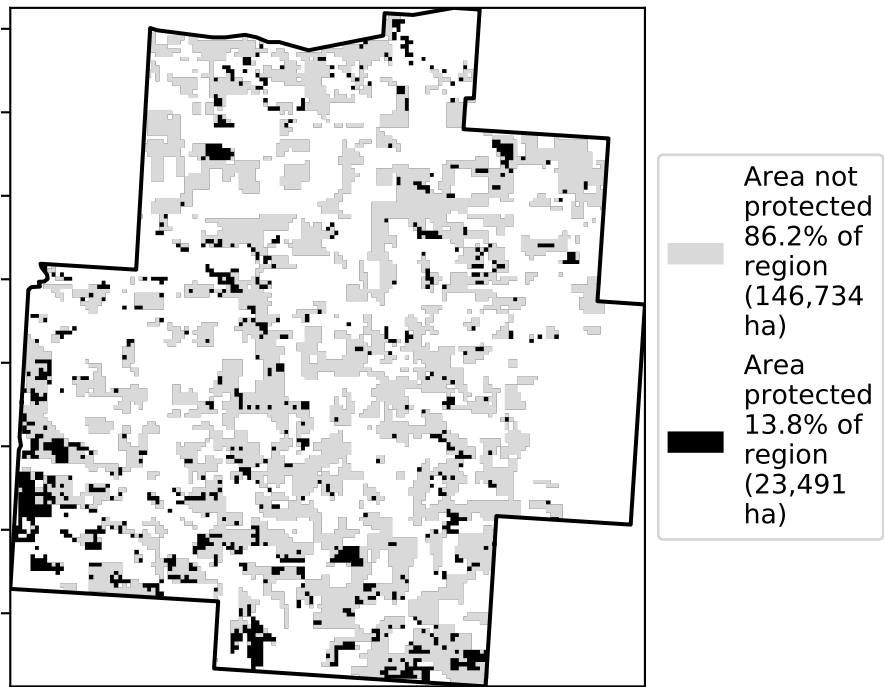 Area not
protected
86.2% of
region
(146,734
ha)
Area
protected
13.8% of
region
(23,491
ha)